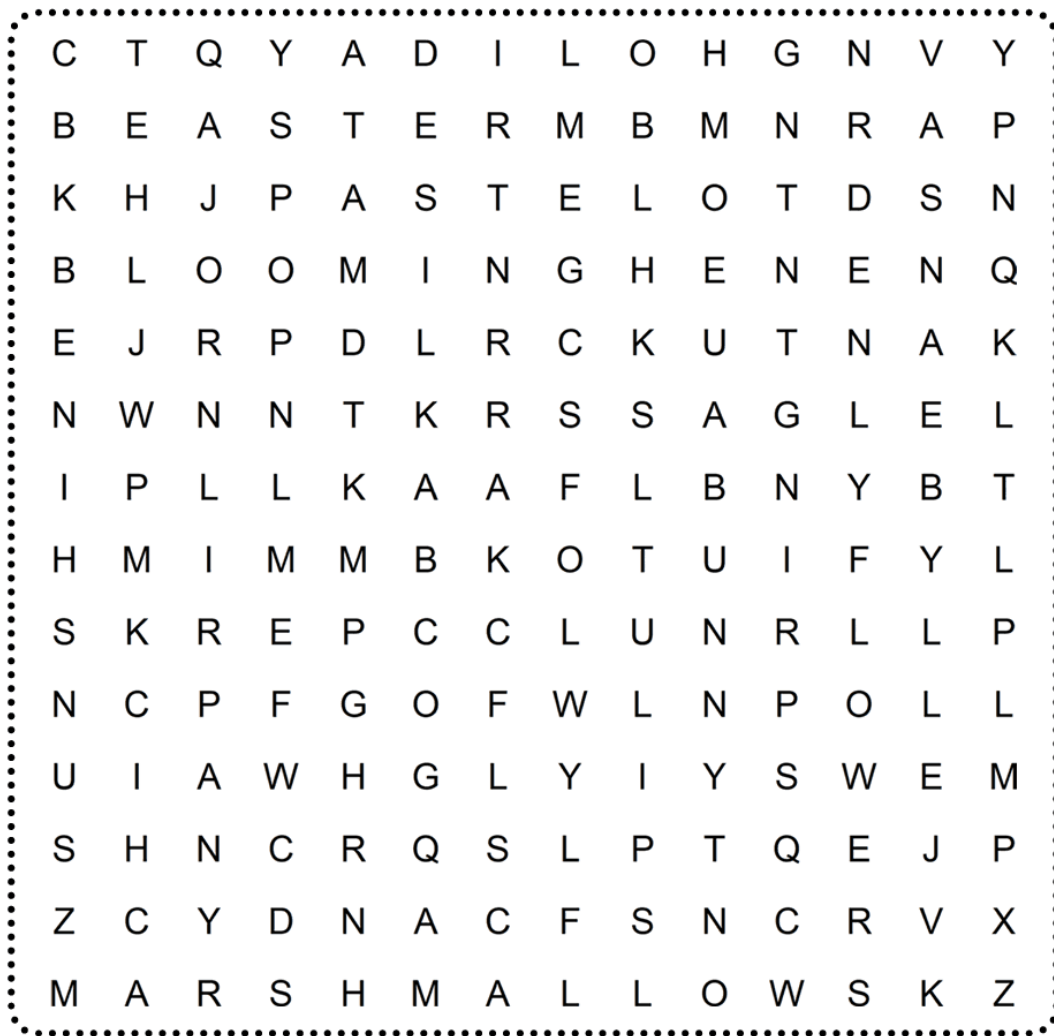 C T Q Y A D I L O H G N V Y
B E A S T E R M B M N R A P
K H J P A S T E L O T D S N
B L O O M I N G H E N E N Q
E J R P D L R C K U T N A K
N W N N T K R S S A G L E L
I P L L K A A F L B N Y B T
H M I M M B K O T U I F Y L
S K R E P C C L U N R L L P
N C P F G O F W L N P O L L
U I A W H G L Y I Y S W E M
S H N C R Q S L P T Q E J P
Z C Y D N A C F S N C R V X
M A R S H M A L L O W S K Z